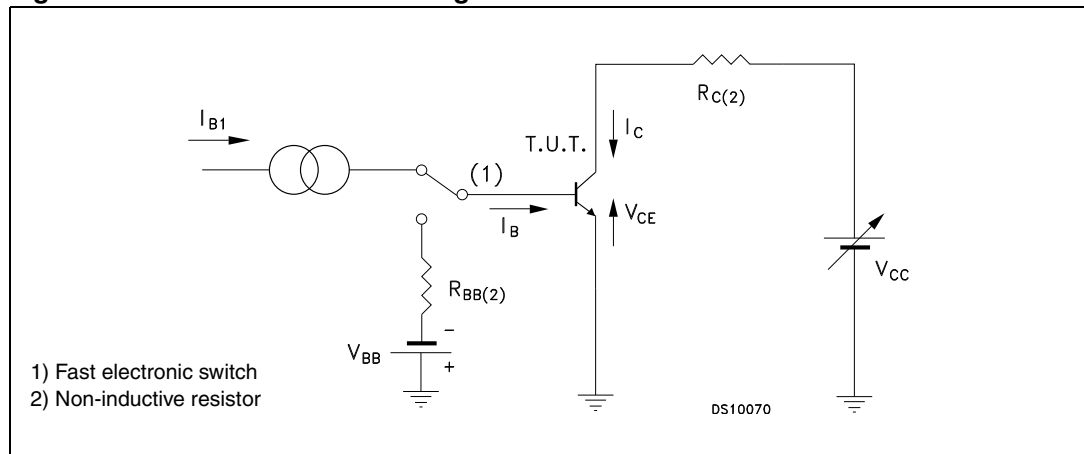 I_B1
R_C(2)
T.U.T.
I_C
(1)
I_B
V_CE
R_BB(2)
V_CC
V_BB
-
+
1) Fast electronic switch
2) Non-inductive resistor
DS10070